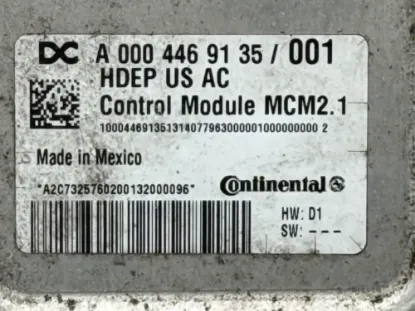 DC A 000 446 91 35 / 001
HDEP US AC
Control Module MCM2.1
10004469135131407796300000100000000 2
Made in Mexico
"A2C73257602001320000096"
Continental
HW: D1
SW: ---